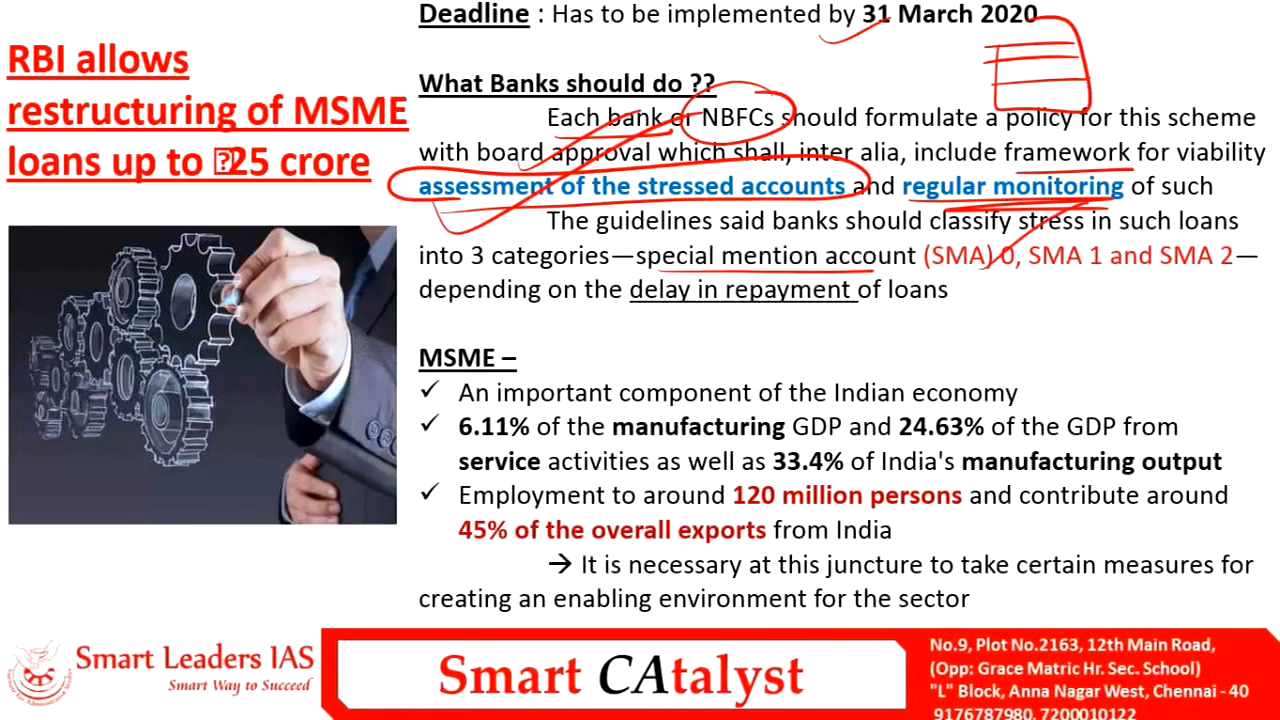 RBI allows
restructuring of MSME
loans up to 25 crore
Deadline : Has to be implemented by 31 March 2020
What Banks should do ??
Each bank or NBFCs should formulate a policy for this scheme
with board approval which shall, inter alia, include framework for viability
assessment of the stressed accounts and regular monitoring of such
The guidelines said banks should classify stress in such loans
into 3 categories—special mention account (SMA) 0, SMA 1 and SMA 2—
depending on the delay in repayment of loans
MSME –
✓ An important component of the Indian economy
✓ 6.11% of the manufacturing GDP and 24.63% of the GDP from
service activities as well as 33.4% of India's manufacturing output
✓ Employment to around 120 million persons and contribute around
45% of the overall exports from India
→ It is necessary at this juncture to take certain measures for
creating an enabling environment for the sector
Smart Leaders IAS
Smart Way to Succeed
Smart CAtalyst
No.9, Plot No.2163, 12th Main Road,
(Opp: Grace Matric Hr. Sec. School)
"L" Block, Anna Nagar West, Chennai - 40
9176787980, 7200010122